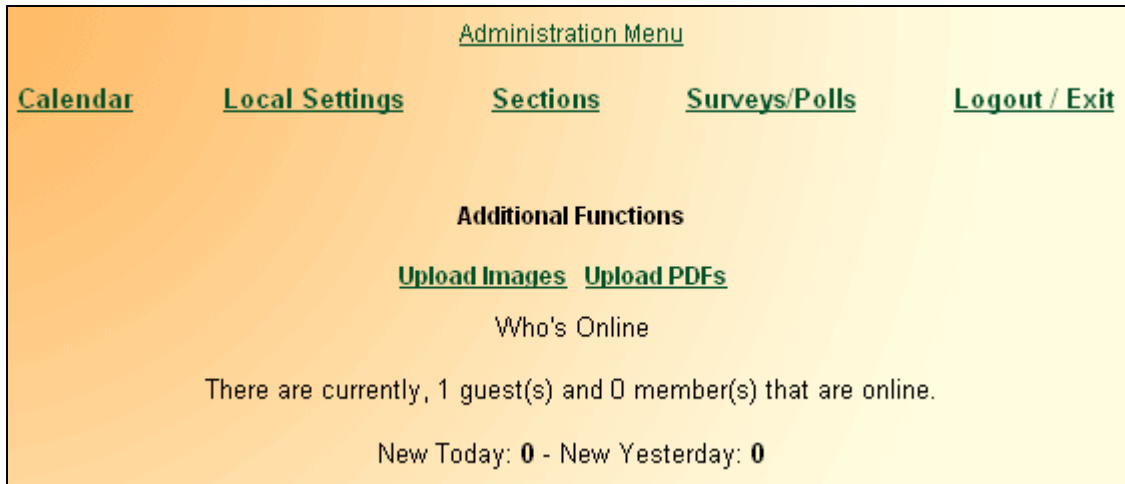 Administration Menu
Calendar Local Settings Sections Surveys/Polls Logout / Exit
Additional Functions
Upload Images Upload PDFs
Who's Online
There are currently, 1 guest(s) and 0 member(s) that are online.
New Today: 0 - New Yesterday: 0